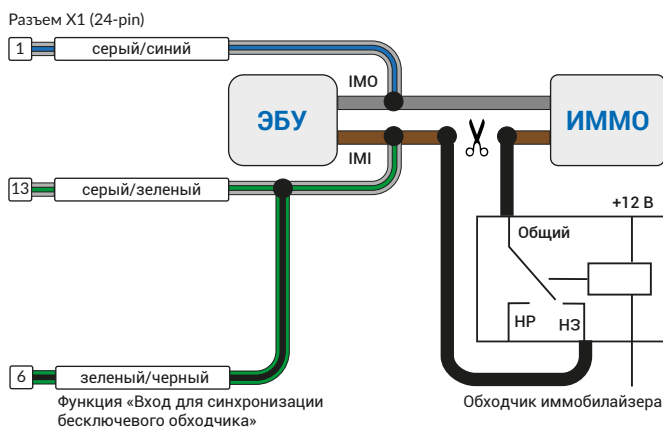 Разъем X1 (24-pin)
1 серый/синий
IMO
ЭБУ
ИММО
IMI
13 серый/зеленый
+12 В
Общий
НР
НЗ
6 зеленый/черный
Функция «Вход для синхронизации
бесключевого обходчика»
Обходчик иммобилайзера